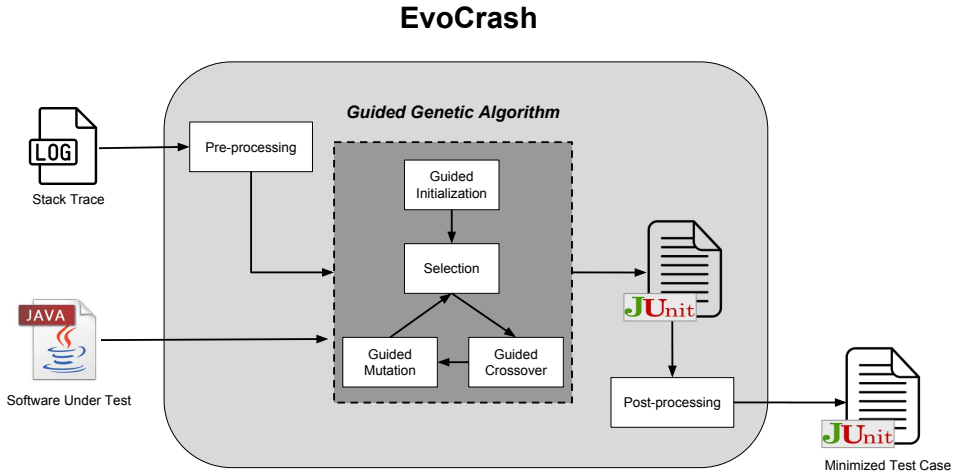 EvoCrash
Guided Genetic Algorithm
LOG
Stack Trace
Pre-processing
Guided
Initialization
Selection
Guided
Mutation
Guided
Crossover
JAVA
Software Under Test
JUnit
Post-processing
JUnit
Minimized Test Case